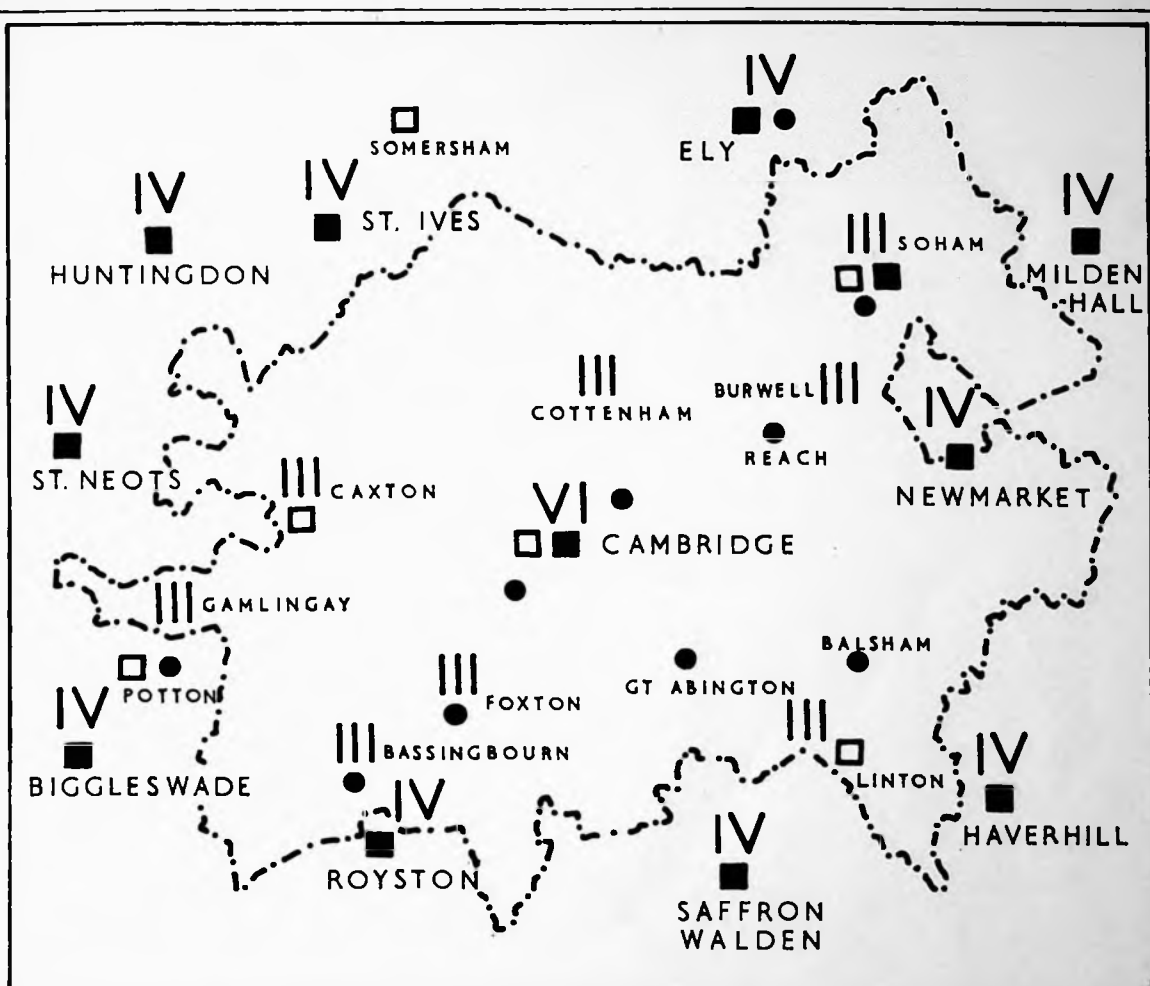 IV
SOMERSHAM
ELY
IV
ST. IVES
IV
HUNTINGDON
IV
MILDEN
-HALL
III SOHAM
III
COTTENHAM
BURWELL III
REACH
IV
NEWMARKET
IV
ST. NEOTS
III CAXTON
VI
CAMBRIDGE
III GAMLINGAY
POTTON
IV
BIGGLESWADE
III
FOXTON
III BASSINGBOURN
IV
ROYSTON
GT ABINGTON
BALSHAM
III
LINTON
IV
HAVERHILL
IV
SAFFRON
WALDEN